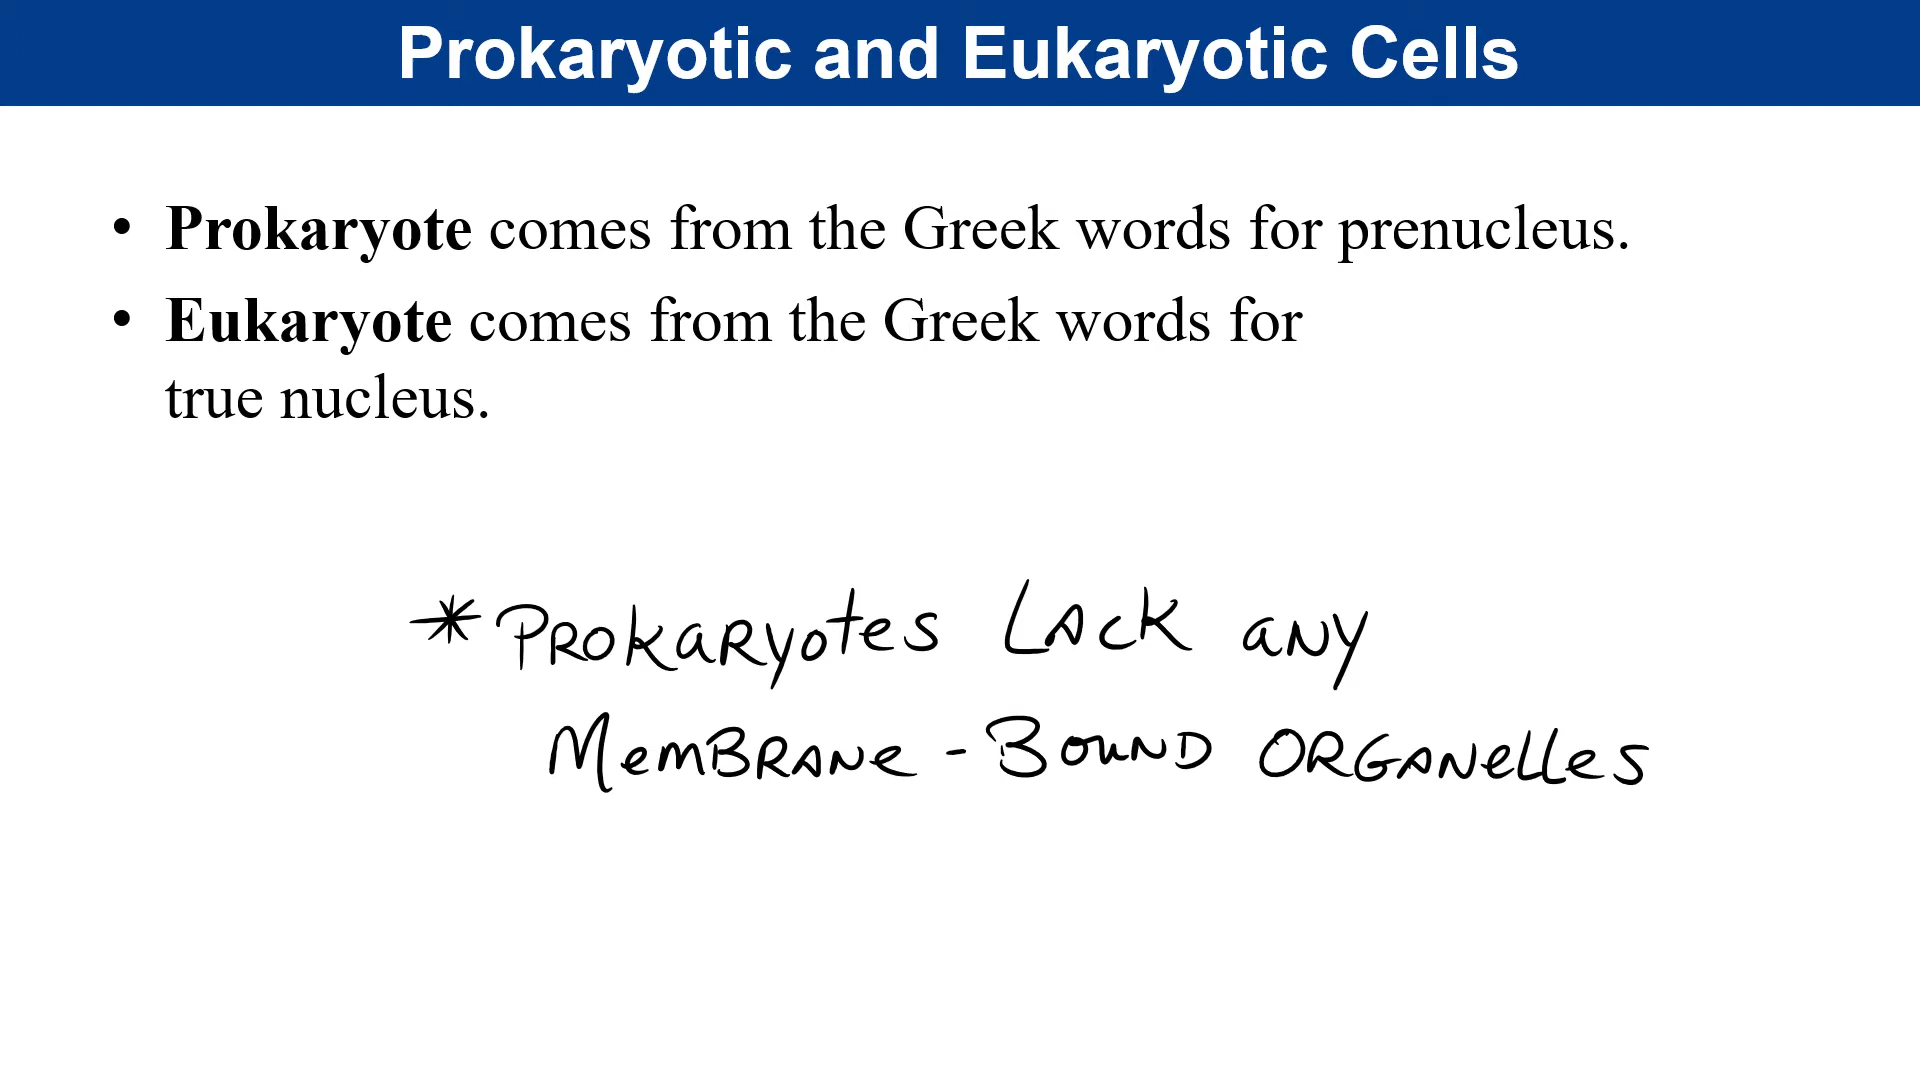 Prokaryotic and Eukaryotic Cells
• Prokaryote comes from the Greek words for prenucleus.
• Eukaryote comes from the Greek words for
true nucleus.
* PROKARYOTES LACK ANY
MEMBRANE - BOUND ORGANELLES